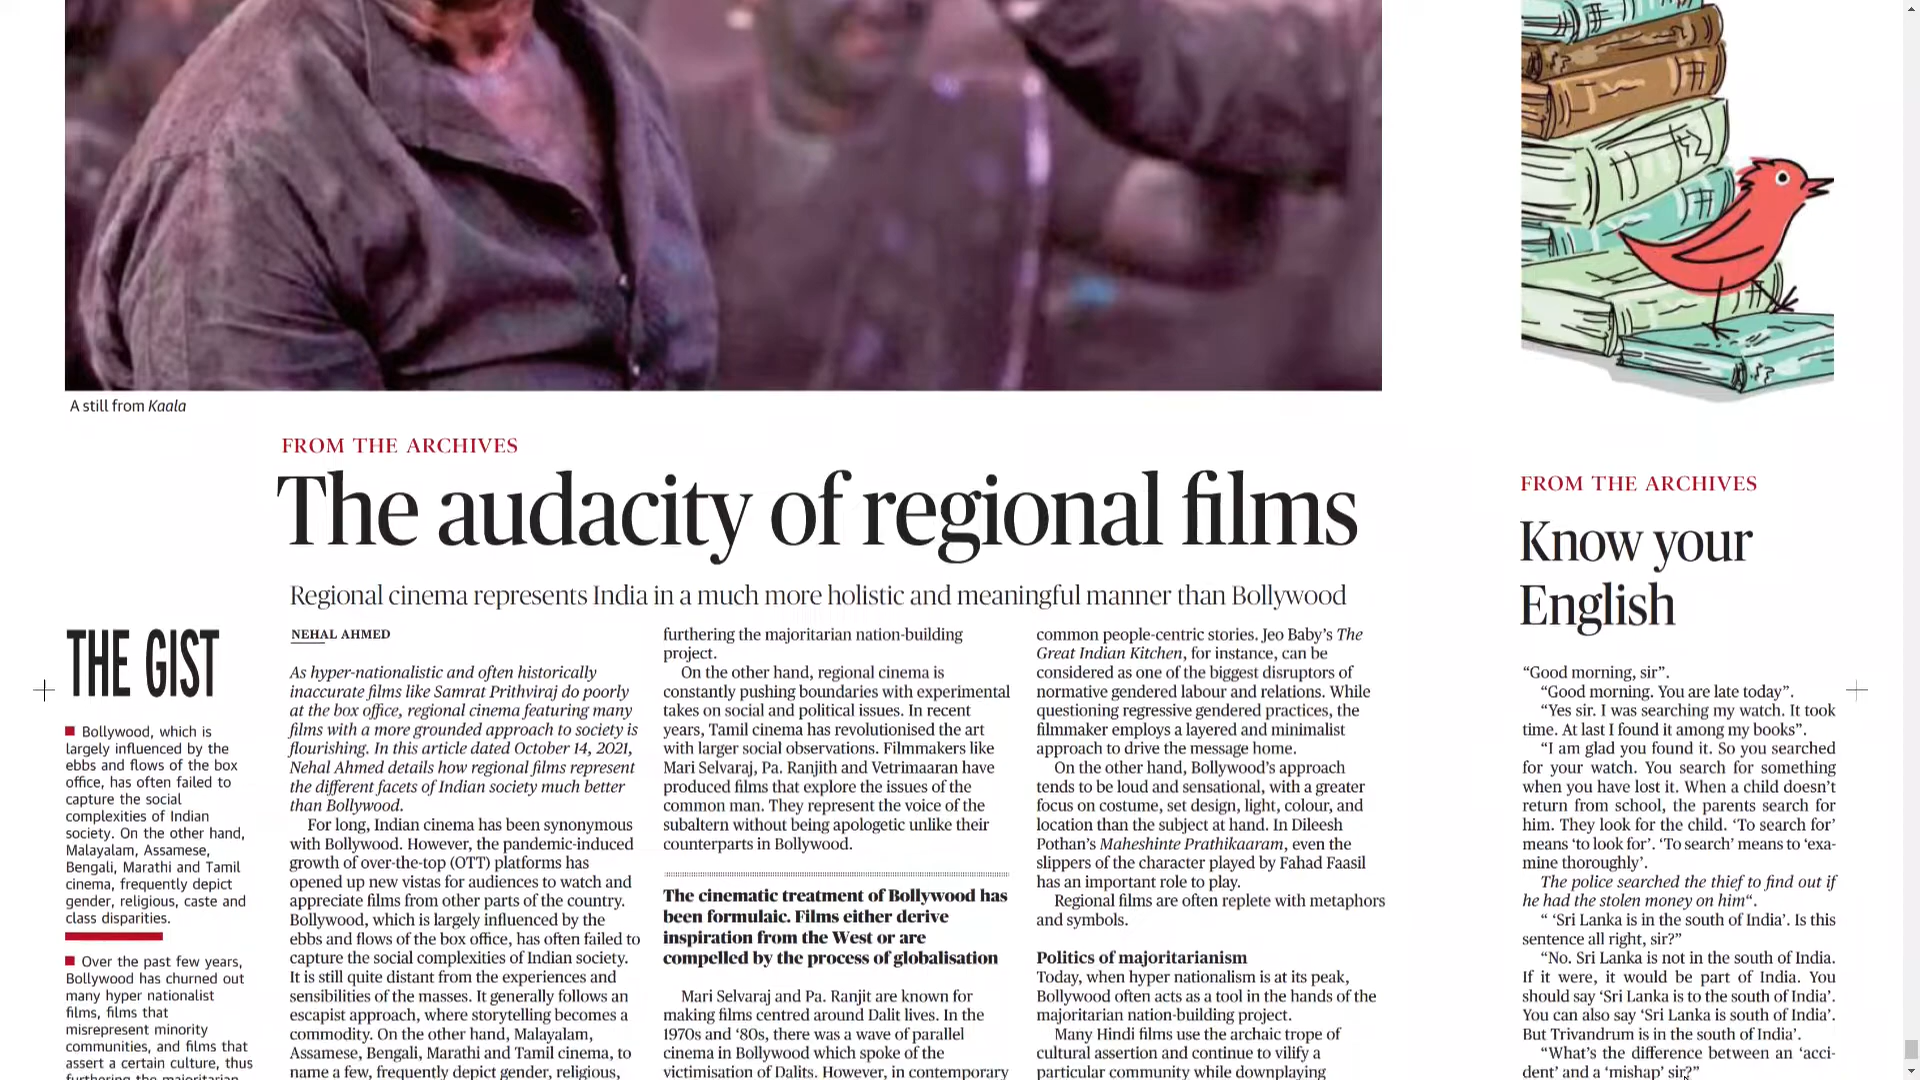 A still from Kaala
FROM THE ARCHIVES
The audacity of regional films
Regional cinema represents India in a much more holistic and meaningful manner than Bollywood
THE GIST
Bollywood, which is
largely influenced by the
ebbs and flows of the box
office, has often failed to
capture the social
complexities of Indian
society. On the other hand,
Malayalam, Assamese,
Bengali, Marathi and Tamil
cinema, frequently depict
gender, religious, caste and
class disparities.
Over the past few years,
Bollywood has churned out
many hyper nationalist
films, films that
misrepresent minority
communities, and films that
assert a certain culture, thus
furthering the majoritarian
NEHAL AHMED
As hyper-nationalistic and often historically
inaccurate films like Samrat Prithviraj do poorly
at the box office, regional cinema featuring many
films with a more grounded approach to society is
flourishing. In this article dated October 14, 2021,
Nehal Ahmed details how regional films represent
the different facets of Indian society much better
than Bollywood.
For long, Indian cinema has been synonymous
with Bollywood. However, the pandemic-induced
growth of over-the-top (OTT) platforms has
opened up new vistas for audiences to watch and
appreciate films from other parts of the country.
Bollywood, which is largely influenced by the
ebbs and flows of the box office, has often failed to
capture the social complexities of Indian society.
It is still quite distant from the experiences and
sensibilities of the masses. It generally follows an
escapist approach, where storytelling becomes a
commodity. On the other hand, Malayalam,
Assamese, Bengali, Marathi and Tamil cinema, to
name a few, frequently depict gender, religious,
furthering the majoritarian nation-building
project.
On the other hand, regional cinema is
constantly pushing boundaries with experimental
takes on social and political issues. In recent
years, Tamil cinema has revolutionised the art
with larger social observations. Filmmakers like
Mari Selvaraj, Pa. Ranjith and Vetrimaaran have
produced films that explore the issues of the
common man. They represent the voice of the
subaltern without being apologetic unlike their
counterparts in Bollywood.
The cinematic treatment of Bollywood has
been formulaic. Films either derive
inspiration from the West or are
compelled by the process of globalisation
Mari Selvaraj and Pa. Ranjit are known for
making films centred around Dalit lives. In the
1970s and ‘80s, there was a wave of parallel
cinema in Bollywood which spoke of the
victimisation of Dalits. However, in contemporary
common people-centric stories. Jeo Baby’s The
Great Indian Kitchen, for instance, can be
considered as one of the biggest disruptors of
normative gendered labour and relations. While
questioning regressive gendered practices, the
filmmaker employs a layered and minimalist
approach to drive the message home.
On the other hand, Bollywood’s approach
tends to be loud and sensational, with a greater
focus on costume, set design, light, colour, and
location than the subject at hand. In Dileesh
Pothan’s Maheshinte Prathikaaram, even the
slippers of the character played by Fahad Faasil
has an important role to play.
Regional films are often replete with metaphors
and symbols.
Politics of majoritarianism
Today, when hyper nationalism is at its peak,
Bollywood often acts as a tool in the hands of the
majoritarian nation-building project.
Many Hindi films use the archaic trope of
cultural assertion and continue to vilify a
particular community while downplaying
FROM THE ARCHIVES
Know your
English
“Good morning, sir”.
“Good morning. You are late today”.
“Yes sir. I was searching my watch. It took
time. At last I found it among my books”.
“I am glad you found it. So you searched
for your watch. You search for something
when you have lost it. When a child doesn’t
return from school, the parents search for
him. They look for the child. ‘To search for’
means ‘to look for’. ‘To search’ means to ‘exa-
mine thoroughly’.
The police searched the thief to find out if
he had the stolen money on him“.
“ ‘Sri Lanka is in the south of India’. Is this
sentence all right, sir?”
“No. Sri Lanka is not in the south of India.
If it were, it would be part of India. You
should say ‘Sri Lanka is to the south of India’.
You can also say ‘Sri Lanka is south of India’.
But Trivandrum is in the south of India’.
“What’s the difference between an ‘acci-
dent’ and a ‘mishap’ sir?”